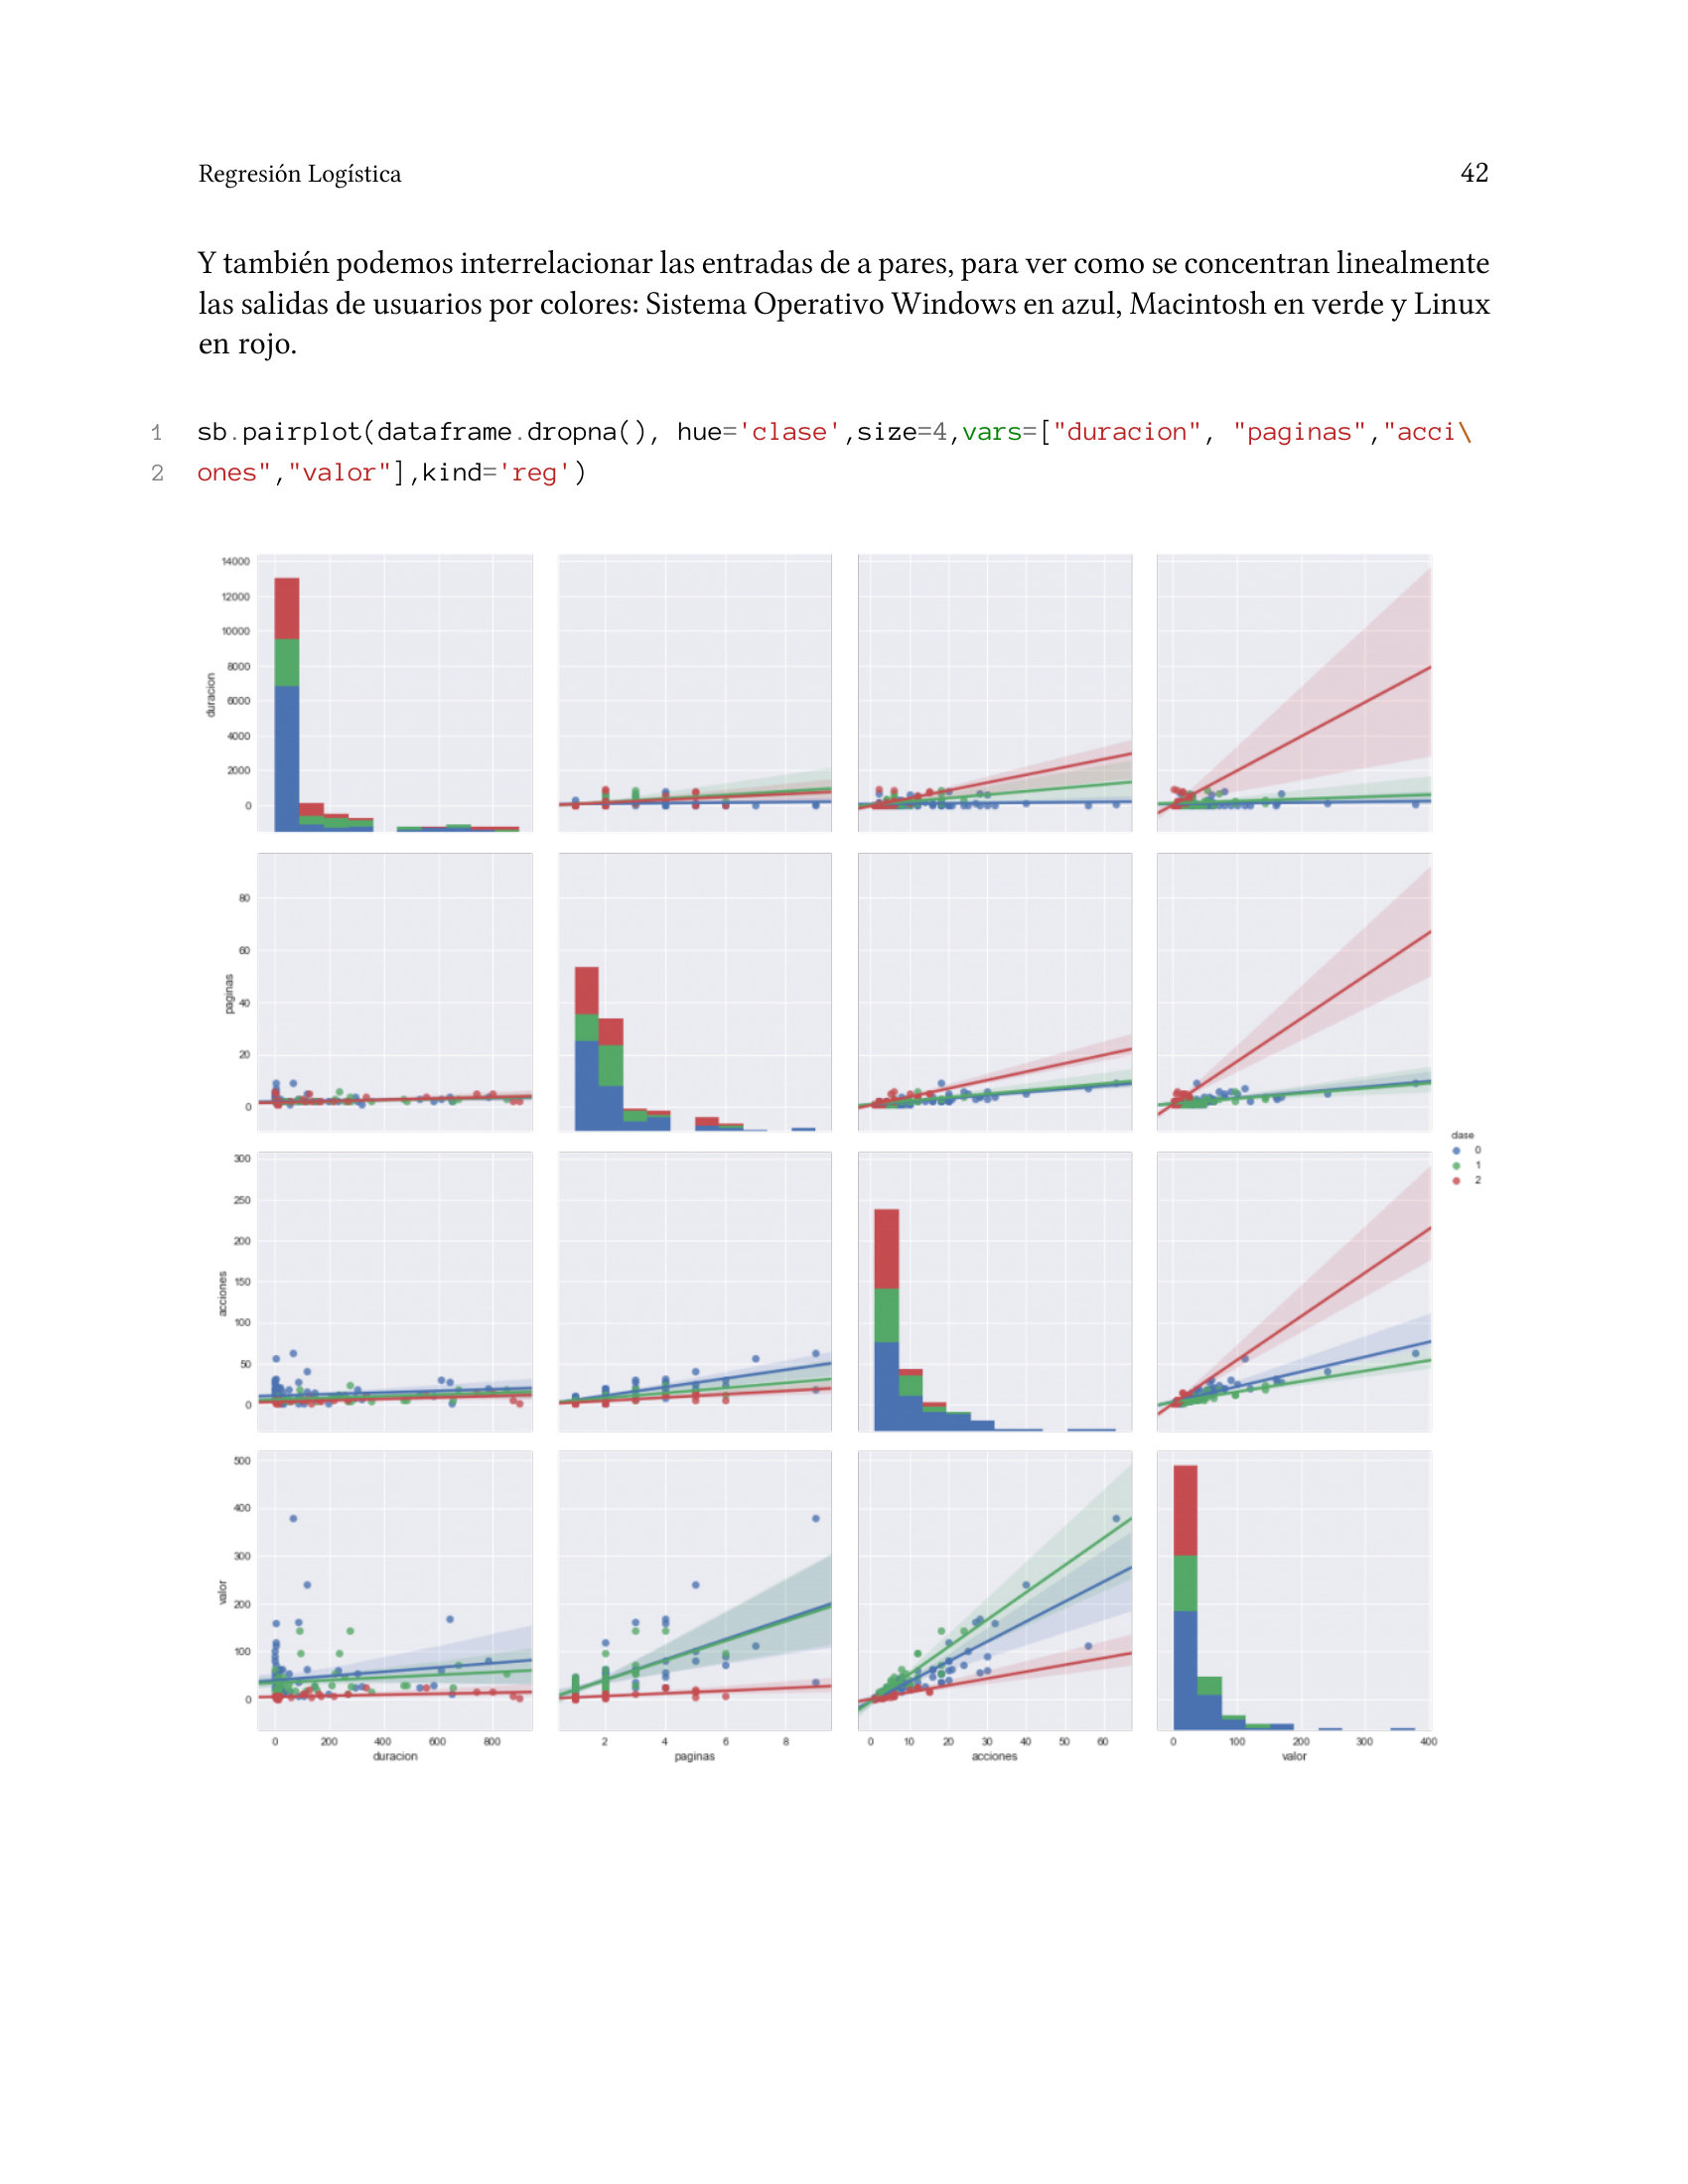 Regresión Logística 42
Y también podemos interrelacionar las entradas de a pares, para ver como se concentran linealmente
las salidas de usuarios por colores: Sistema Operativo Windows en azul, Macintosh en verde y Linux
en rojo.
1 sb.pairplot(dataframe.dropna(), hue='clase',size=4,vars=["duracion", "paginas","acci\
2 ones","valor"],kind='reg')
14000
12000
10000
8000
6000
4000
2000
0
duracion
80
60
40
20
0
paginas
clase
0
1
2
300
250
200
150
100
50
0
acciones
500
400
300
200
100
0
valor
0 200 400 600 800
duracion
2 4 6 8
paginas
0 10 20 30 40 50 60
acciones
0 100 200 300 400
valor